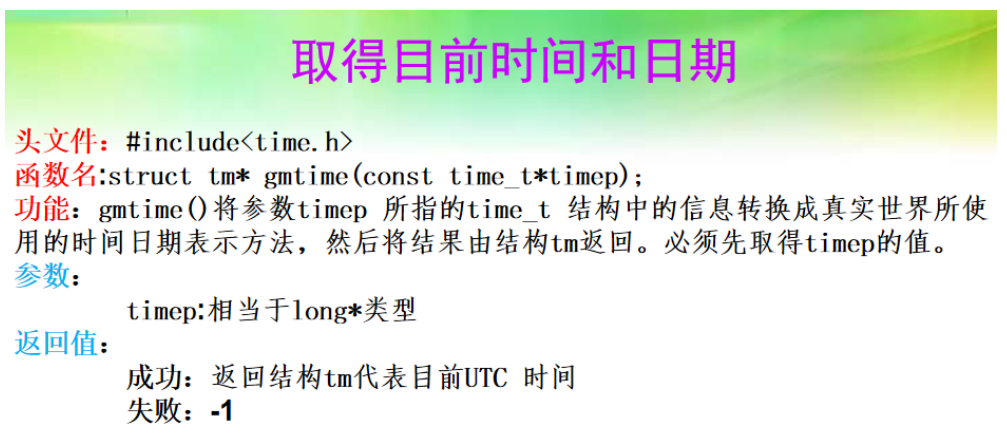 取得目前时间和日期
头文件：#include<time.h>
函数名:struct tm* gmtime(const time_t*timep);
功能：gmtime()将参数timep 所指的time_t 结构中的信息转换成真实世界所使
用的时间日期表示方法，然后将结果由结构tm返回。必须先取得timep的值。
参数：
timep:相当于long*类型
返回值：
成功：返回结构tm代表目前UTC 时间
失败：-1